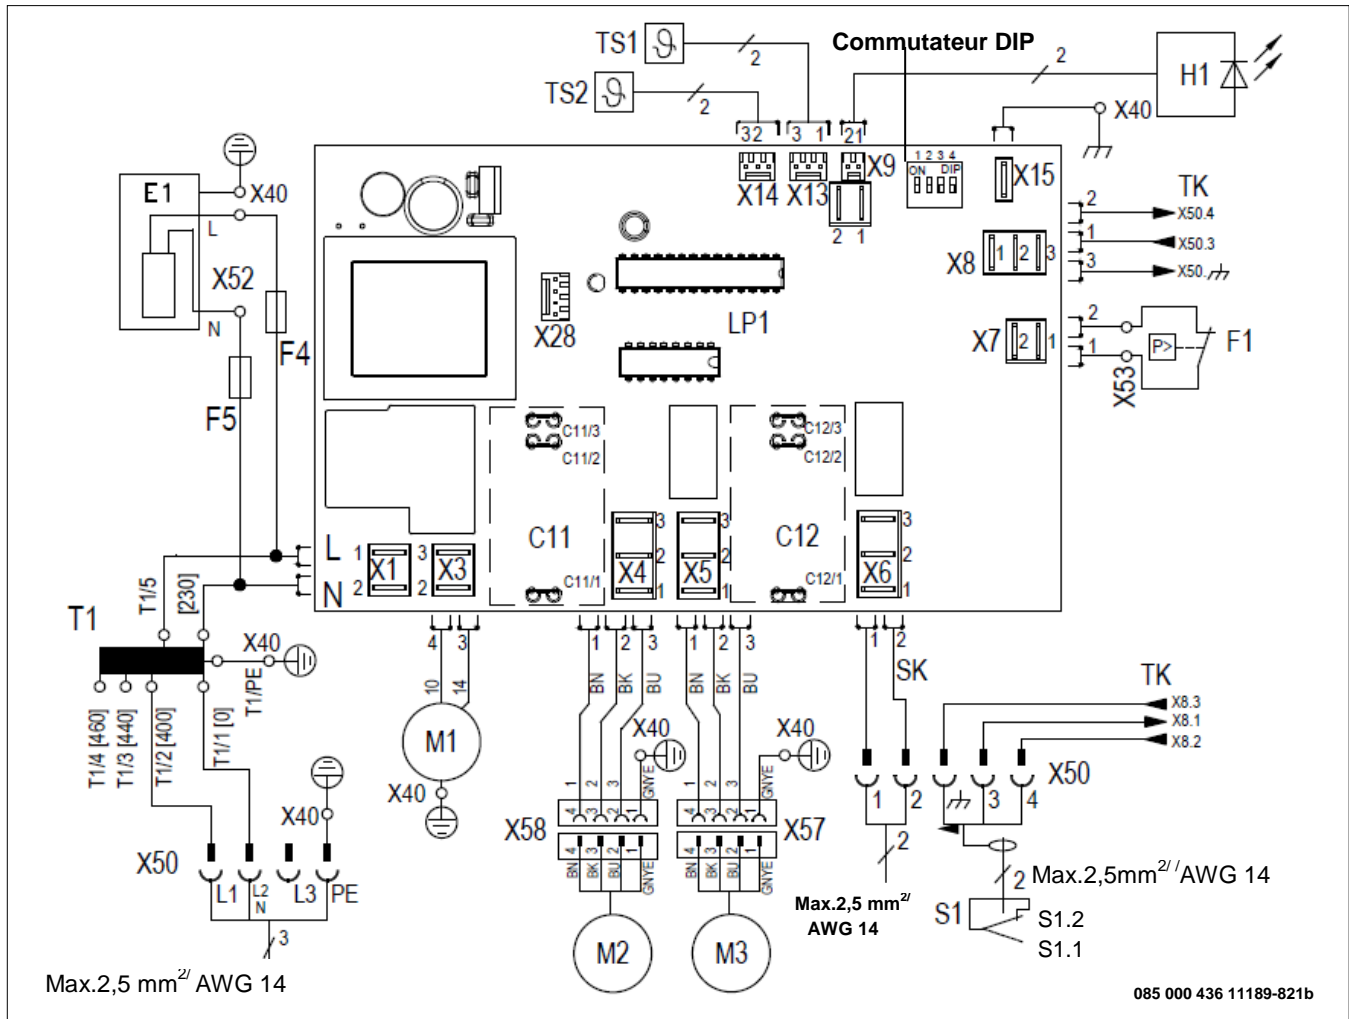 TS1
2
Commutateur DIP
2
H1
TS2
2
X40
32
3 1
21
1 2 3 4
ON DIP
X14
X13
X9
X15
2 1
E1
X40
L
X52
N
F4
F5
2
TK
X50.4
1
X50.3
3
X50.
X8
1 2 3
X28
LP1
X7
2 1
2
1
X53
P>
F1
C11/3
C11/2
C11
C11/1
C12/3
C12/2
C12
C12/1
L
N
1
X1
2
3
X3
2
3
X4
2
1
3
X5
2
1
3
X6
2
1
T1/5
[230]
T1
X40
T1/PE
T1/4 [460]
T1/3 [440]
T1/2 [400]
T1/1 [0]
4 3
10 14
M1
X40
1 2 3
BN BK BU
X40
1 2 3
GNYE
4 3 2 1
X58
4 3 2 1
BN BK BU GNYE
M2
1 2 3
BN BK BU
X40
1 2 3
GNYE
4 3 2 1
X57
4 3 2 1
BN BK BU GNYE
M3
1 2
SK
TK
X8.3
X8.1
X8.2
X50
1 2 3 4
2
Max.2,5 mm²/
AWG 14
2
Max.2,5mm²//AWG 14
S1
S1.2
S1.1
X40
X50
L1
L2
N
L3
PE
3
Max.2,5 mm²/ AWG 14
085 000 436 11189-821b